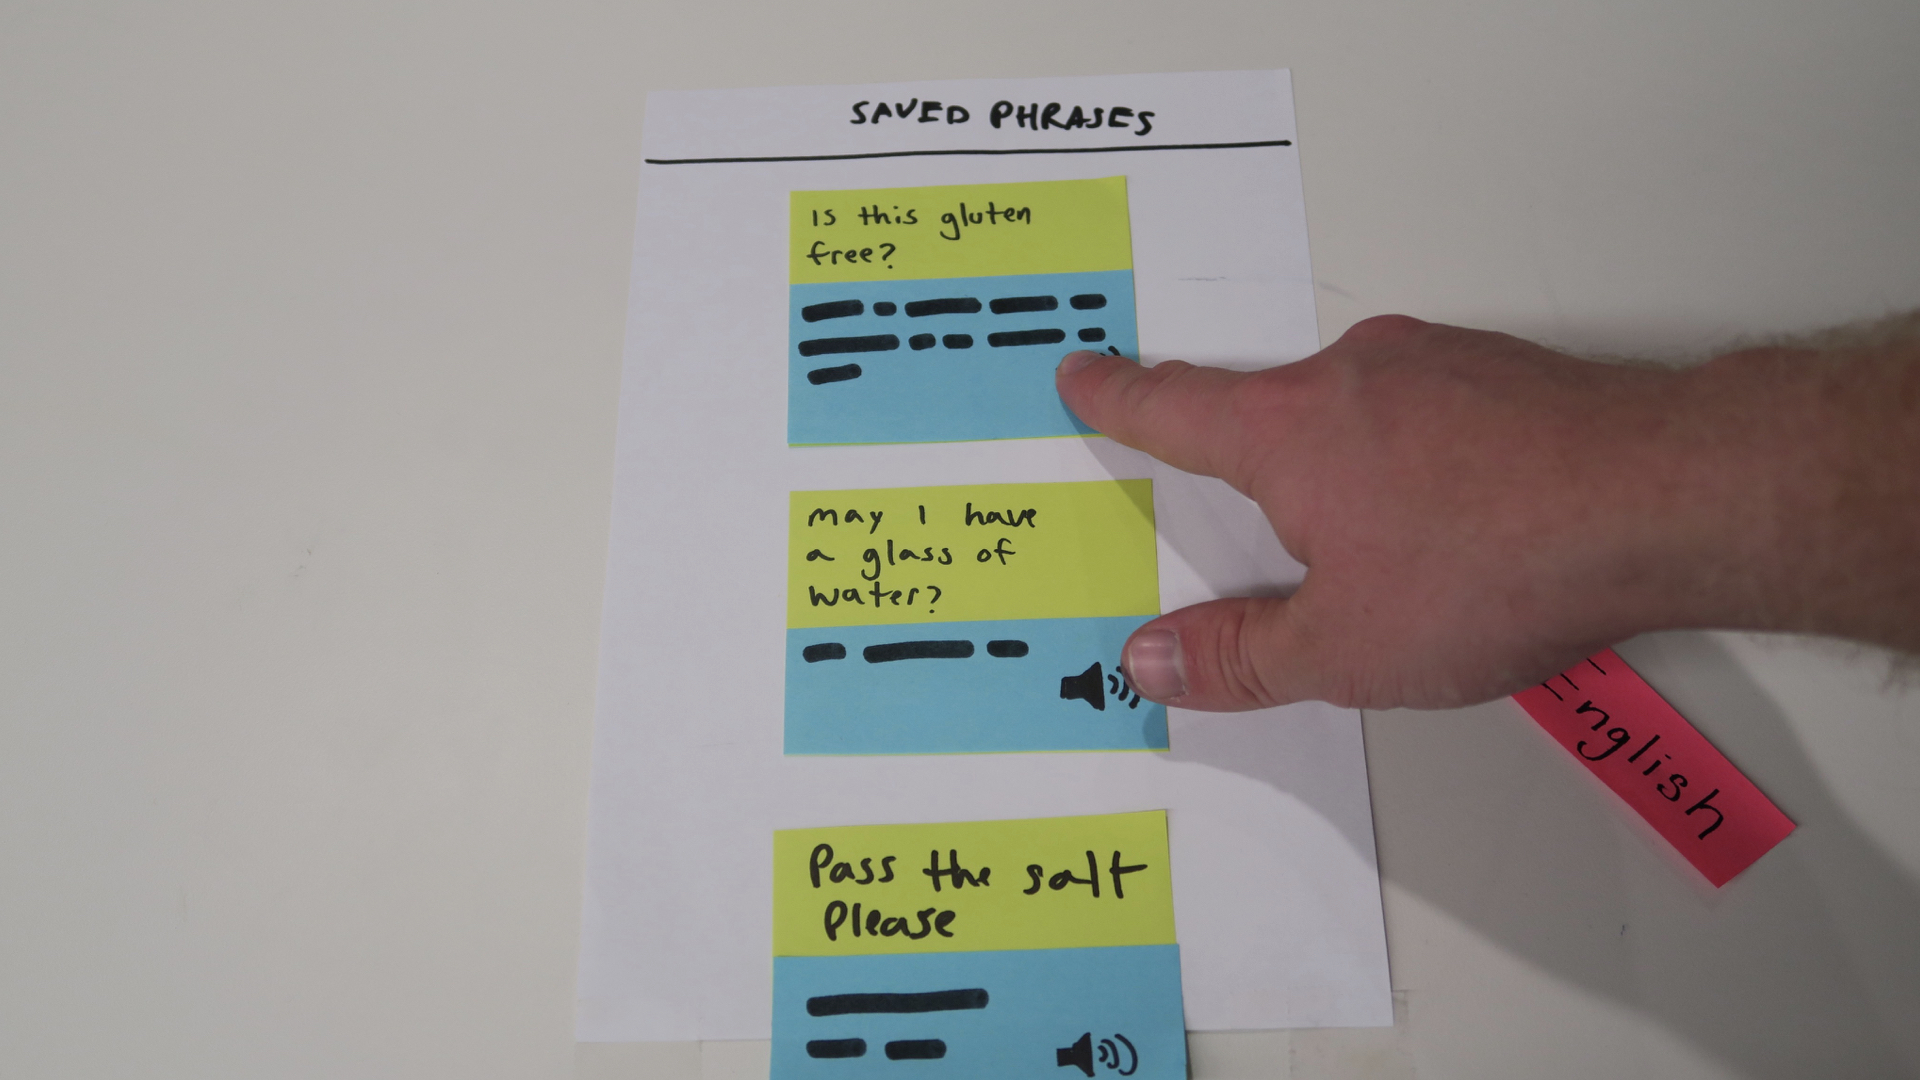 SAVED PHRASES
Is this gluten
free?
may I have
a glass of
water?
Pass the salt
Please
English